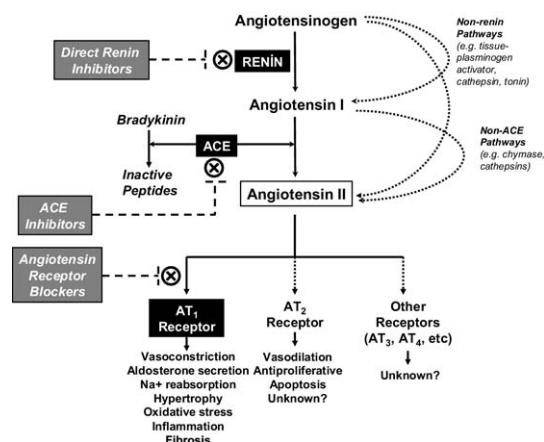 Angiotensinogen
Non-renin
Pathways
(e.g. tissue-
plasminogen
activator,
cathepsin, tonin)
Direct Renin
Inhibitors
RENİN
Angiotensin I
Bradykinin
ACE
Non-ACE
Pathways
(e.g. chymase,
cathepsins)
Inactive
Peptides
Angiotensin II
ACE
Inhibitors
Angiotensin
Receptor
Blockers
AT1
Receptor
Vasoconstriction
Aldosterone secretion
Na+ reabsorption
Hypertrophy
Oxidative stress
Inflammation
Fibrosis
AT2
Receptor
Vasodilation
Antiproliferative
Apoptosis
Unknown?
Other
Receptors
(AT3, AT4, etc)
Unknown?